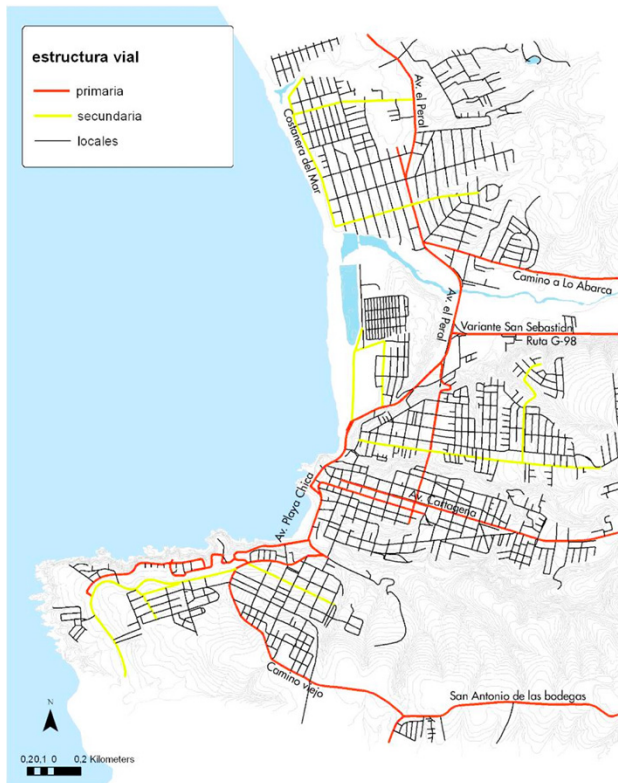 estructura vial
primaria
secundaria
locales
Av. el Peral
Costanera del Mar
Camino a Lo Abarca
Av. el Peral
Variante San Sebastián
Ruta G-98
Av. Playa Chica
Av. Cartagena
Camino viejo
San Antonio de las bodegas
N
0,20,1 0 0,2 Kilometers